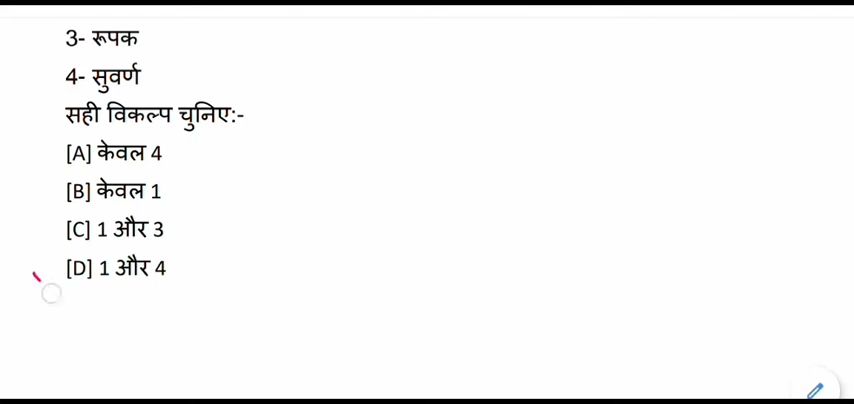 3- रूपक
4- सुवर्ण
सही विकल्प चुनिए:-
[A] केवल 4
[B] केवल 1
[C] 1 और 3
[D] 1 और 4